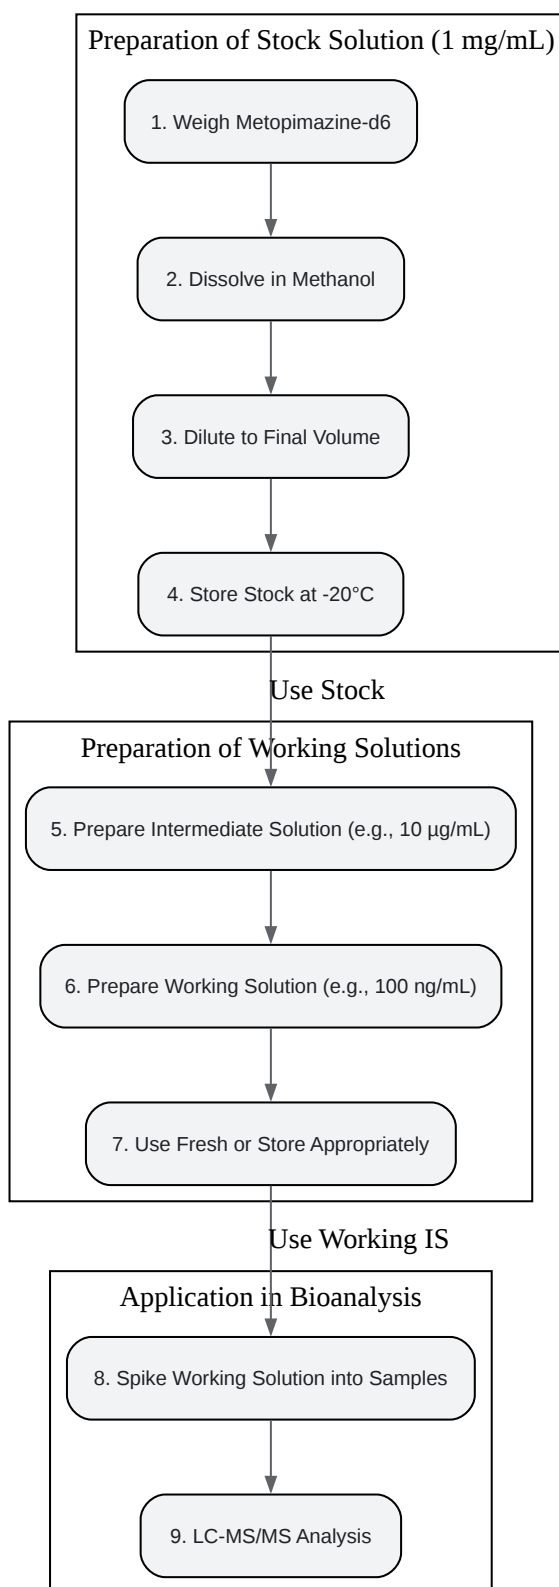 Preparation of Stock Solution (1 mg/mL)
1. Weigh Metopimazine-d6
2. Dissolve in Methanol
3. Dilute to Final Volume
4. Store Stock at -20°C
Use Stock
Preparation of Working Solutions
5. Prepare Intermediate Solution (e.g., 10 µg/mL)
6. Prepare Working Solution (e.g., 100 ng/mL)
7. Use Fresh or Store Appropriately
Use Working IS
Application in Bioanalysis
8. Spike Working Solution into Samples
9. LC-MS/MS Analysis